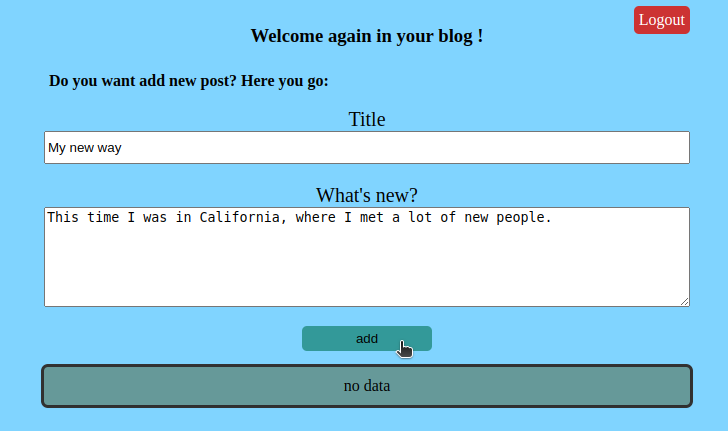 Logout
Welcome again in your blog !
Do you want add new post? Here you go:
Title
My new way
What's new?
This time I was in California, where I met a lot of new people.
add
no data